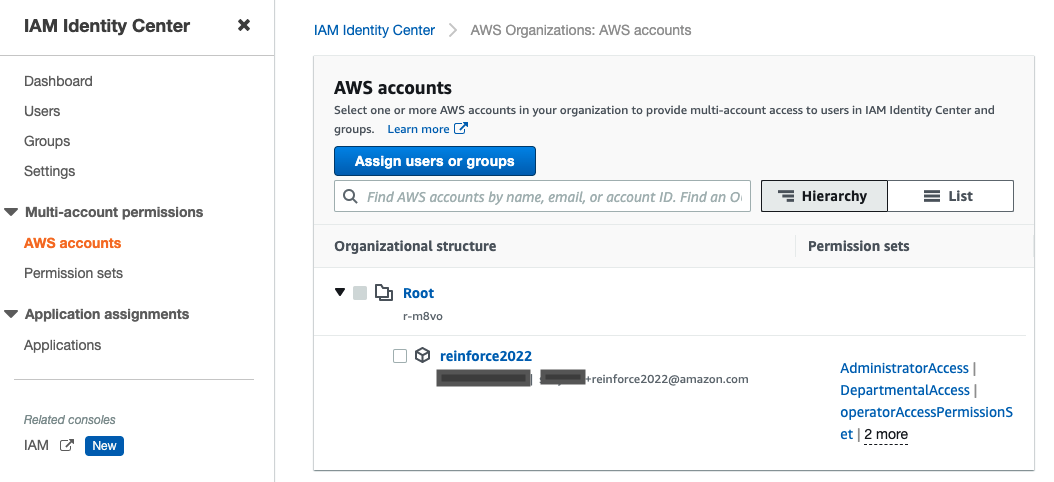 IAM Identity Center
Dashboard
Users
Groups
Settings
Multi-account permissions
AWS accounts
Permission sets
Application assignments
Applications
Related consoles
IAM New
IAM Identity Center > AWS Organizations: AWS accounts
AWS accounts
Select one or more AWS accounts in your organization to provide multi-account access to users in IAM Identity Center and
groups. Learn more
Assign users or groups
Find AWS accounts by name, email, or account ID. Find an O
Hierarchy
List
Organizational structure
Permission sets
Root
r-m8vo
reinforce2022
+reinforce2022@amazon.com
AdministratorAccess |
DepartmentalAccess |
operatorAccessPermissionS
et | 2 more